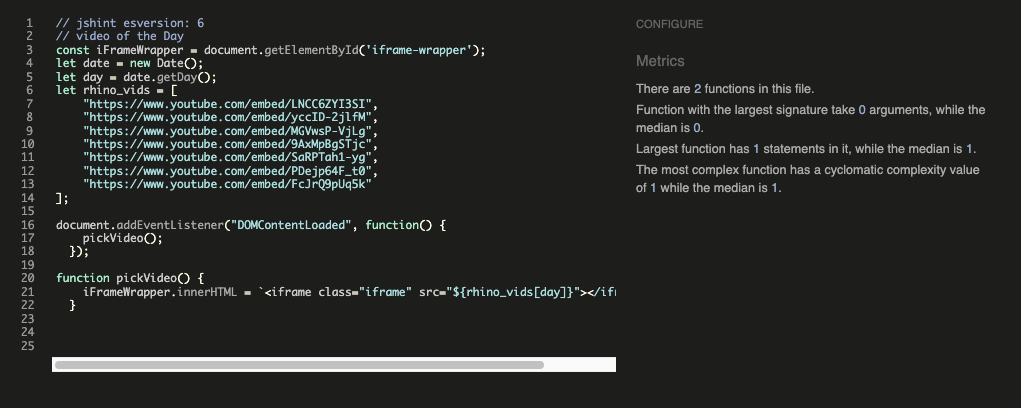 1 // jshint esversion: 6
2 // video of the Day
3 const iFrameWrapper = document.getElementById('iframe-wrapper');
4 let date = new Date();
5 let day = date.getDay();
6 let rhino_vids = [
7 "https://www.youtube.com/embed/LNCC6ZYI3SI",
8 "https://www.youtube.com/embed/yccID-2jlfM",
9 "https://www.youtube.com/embed/MGVwsP-VjLg",
10 "https://www.youtube.com/embed/9AxMpBgSTjc",
11 "https://www.youtube.com/embed/SaRPTah1-yg",
12 "https://www.youtube.com/embed/PDejp64F_t0",
13 "https://www.youtube.com/embed/FcJrQ9pUq5k"
14 ];
15
16 document.addEventListener("DOMContentLoaded", function() {
17 pickVideo();
18 });
19
20 function pickVideo() {
21 iFrameWrapper.innerHTML = `<iframe class="iframe" src="${rhino_vids[day]}"></ifr
22 }
23
24
25
CONFIGURE
Metrics
There are 2 functions in this file.
Function with the largest signature take 0 arguments, while the
median is 0.
Largest function has 1 statements in it, while the median is 1.
The most complex function has a cyclomatic complexity value
of 1 while the median is 1.